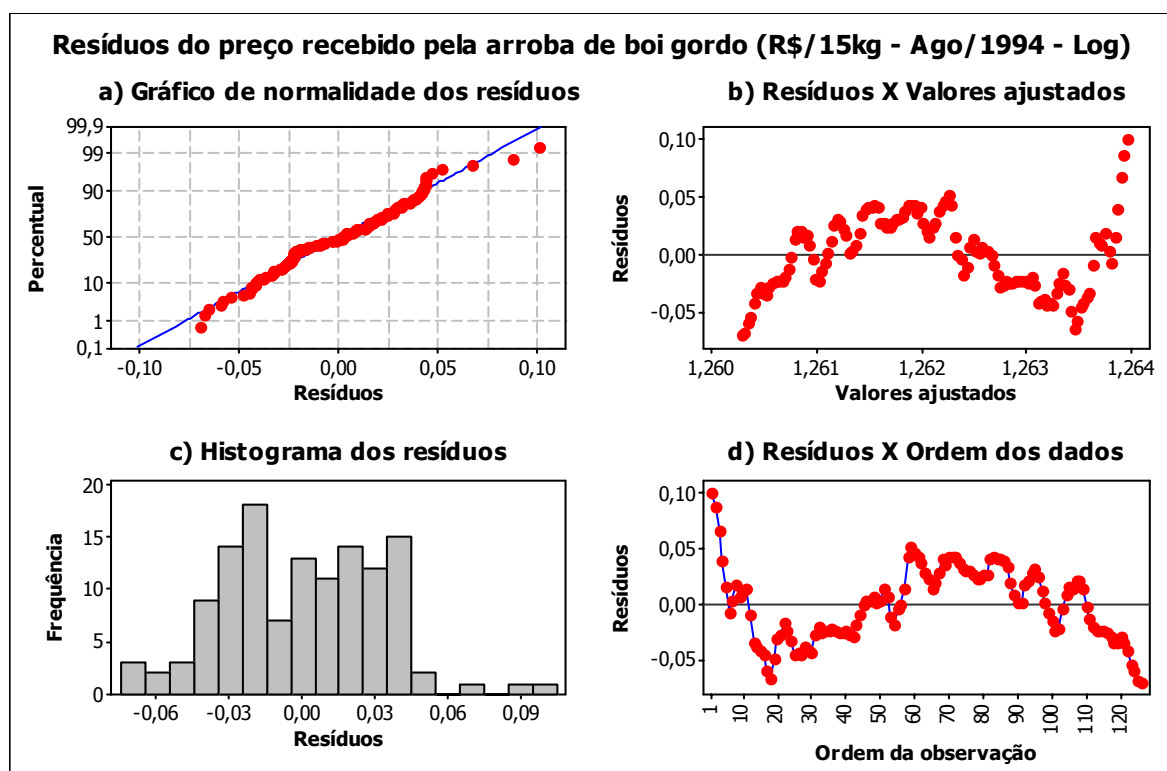 Resíduos do preço recebido pela arroba de boi gordo (R$/15kg - Ago/1994 - Log)
a) Gráfico de normalidade dos resíduos
Percentual
99,9
99
90
50
10
1
0,1
-0,10 -0,05 0,00 0,05 0,10
Resíduos
b) Resíduos X Valores ajustados
Resíduos
0,10
0,05
0,00
-0,05
1,260 1,261 1,262 1,263 1,264
Valores ajustados
c) Histograma dos resíduos
Frequência
20
15
10
5
0
-0,06 -0,03 0,00 0,03 0,06 0,09
Resíduos
d) Resíduos X Ordem dos dados
Resíduos
0,10
0,05
0,00
-0,05
1 10 20 30 40 50 60 70 80 90 100 110 120
Ordem da observação